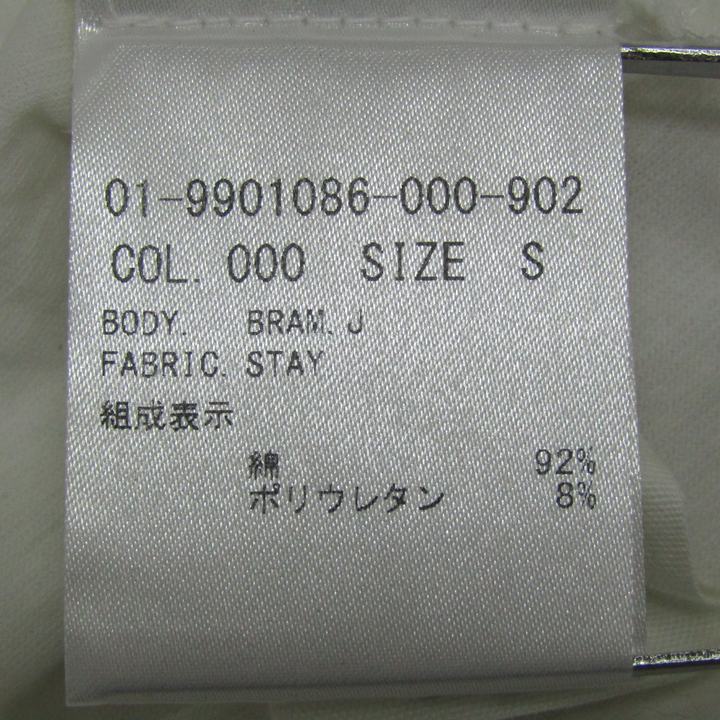 01-9901086-000-902
COL. 000 SIZE S
BODY. BRAM. J
FABRIC. STAY
組成表示
綿 92%
ポリウレタン 8%